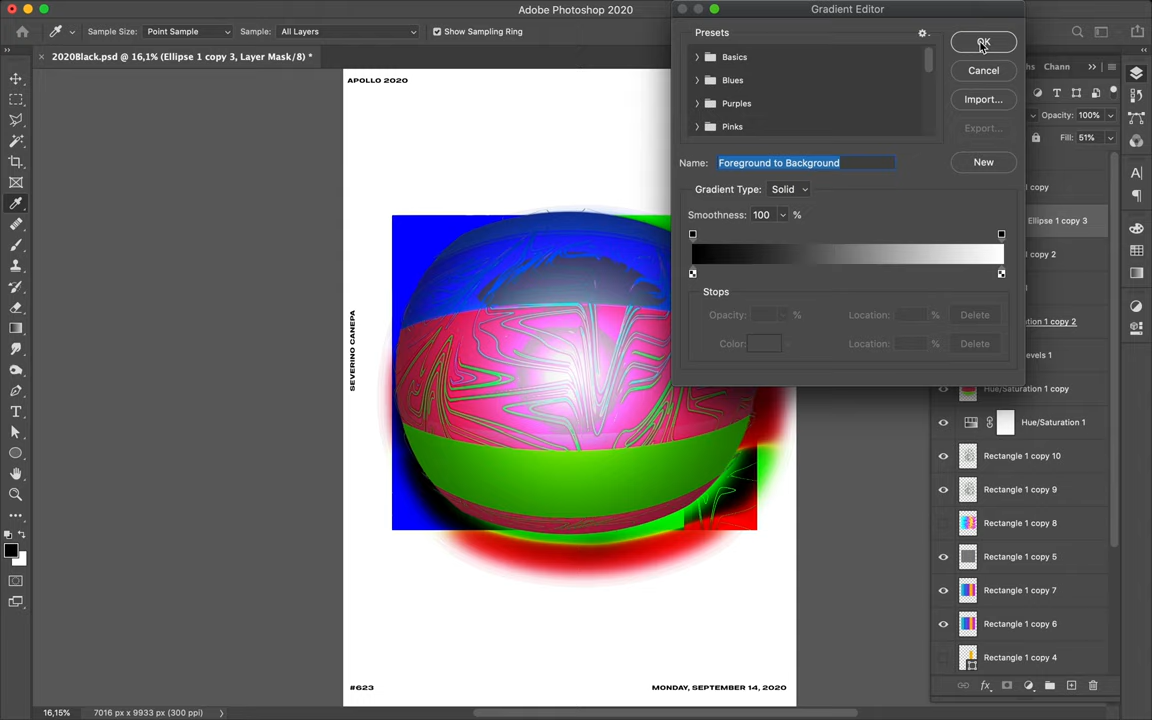 Adobe Photoshop 2020
Gradient Editor
Sample Size: Point Sample Sample: All Layers Show Sampling Ring
2020Black.psd @ 16,1% (Ellipse 1 copy 3, Layer Mask/8) *
Presets
Basics
Blues
Purples
Pinks
OK
Cancel
Import...
Export...
Name: Foreground to Background
New
Gradient Type: Solid
Smoothness: 100 %
Stops
Opacity: % Location: % Delete
Color: Location: % Delete
Chann
Opacity: 100%
Fill: 51%
copy
Ellipse 1 copy 3
copy 2
ion 1 copy 2
evels 1
Hue/Saturation 1 copy
Hue/Saturation 1
Rectangle 1 copy 10
Rectangle 1 copy 9
Rectangle 1 copy 8
Rectangle 1 copy 5
Rectangle 1 copy 7
Rectangle 1 copy 6
Rectangle 1 copy 4
APOLLO 2020
SEVERINO CANEPA
#623
MONDAY, SEPTEMBER 14, 2020
16,15% 7016 px x 9933 px (300 ppi)